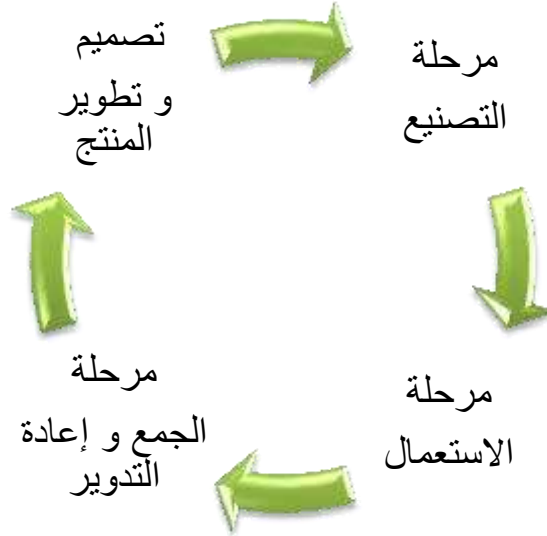 تصميم
و تطوير
المنتج
مرحلة
التصنيع
مرحلة
الاستعمال
مرحلة
الجمع و إعادة
التدوير